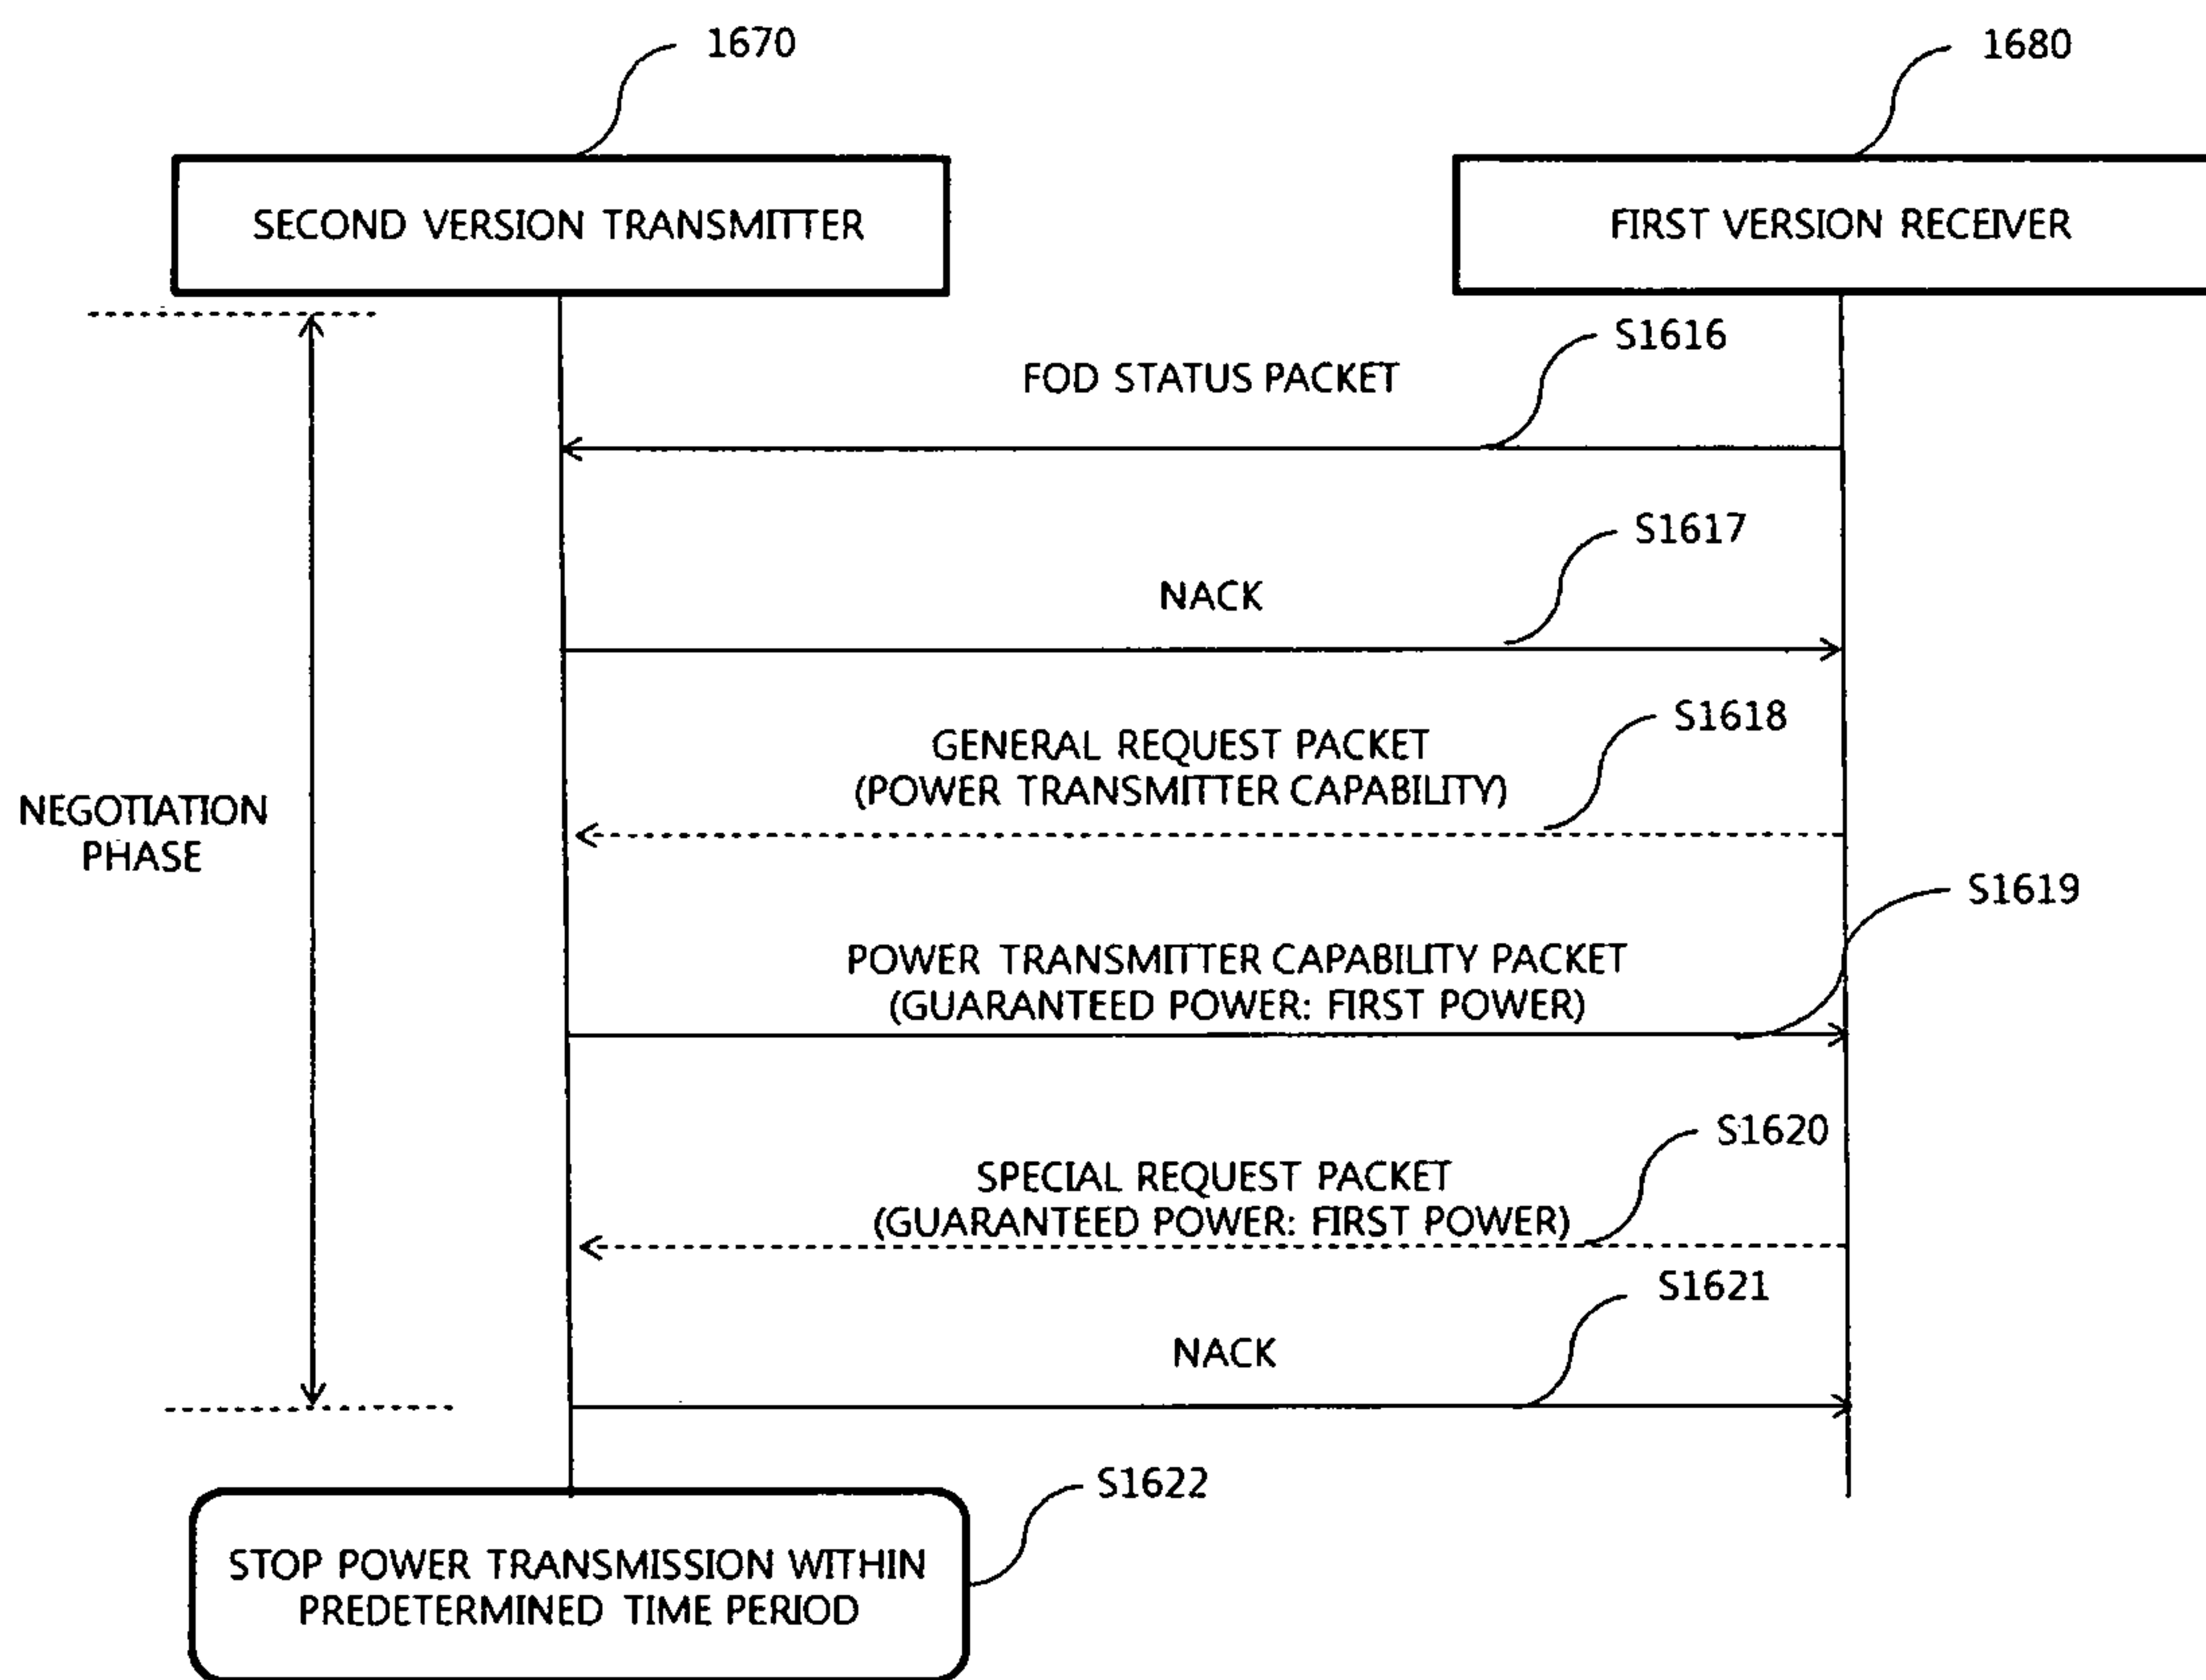 1670
1680
SECOND VERSION TRANSMITTER
FIRST VERSION RECEIVER
S1616
FOD STATUS PACKET
S1617
NACK
S1618
GENERAL REQUEST PACKET
(POWER TRANSMITTER CAPABILITY)
NEGOTIATION
PHASE
S1619
POWER TRANSMITTER CAPABILITY PACKET
(GUARANTEED POWER: FIRST POWER)
S1620
SPECIAL REQUEST PACKET
(GUARANTEED POWER: FIRST POWER)
S1621
NACK
S1622
STOP POWER TRANSMISSION WITHIN
PREDETERMINED TIME PERIOD